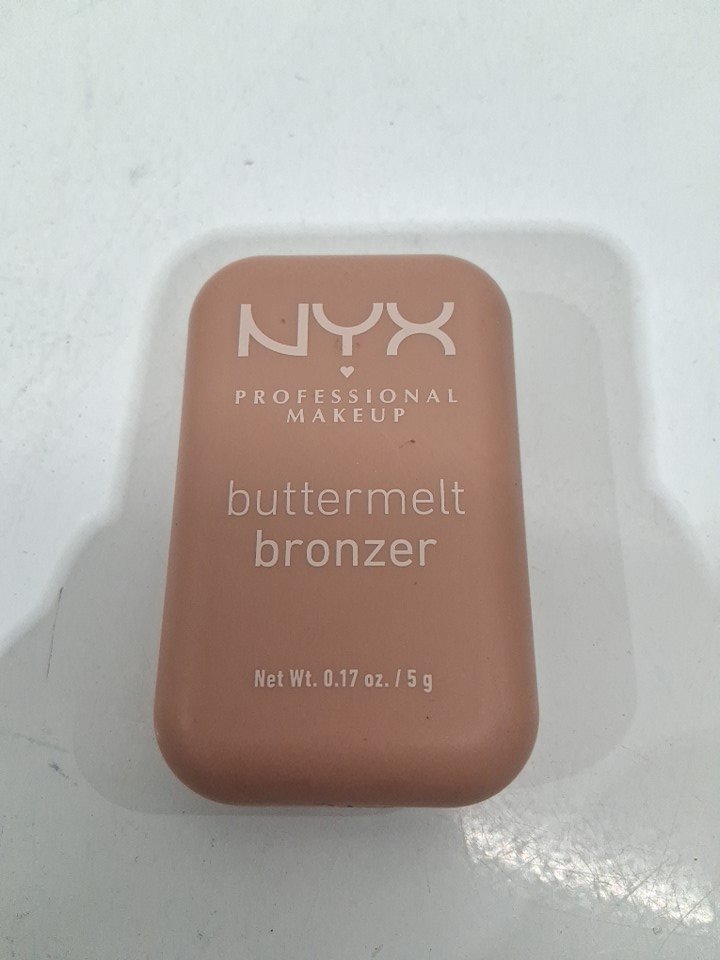 NYX
PROFESSIONAL
MAKEUP
buttermelt
bronzer
Net Wt. 0.17 oz. / 5 g